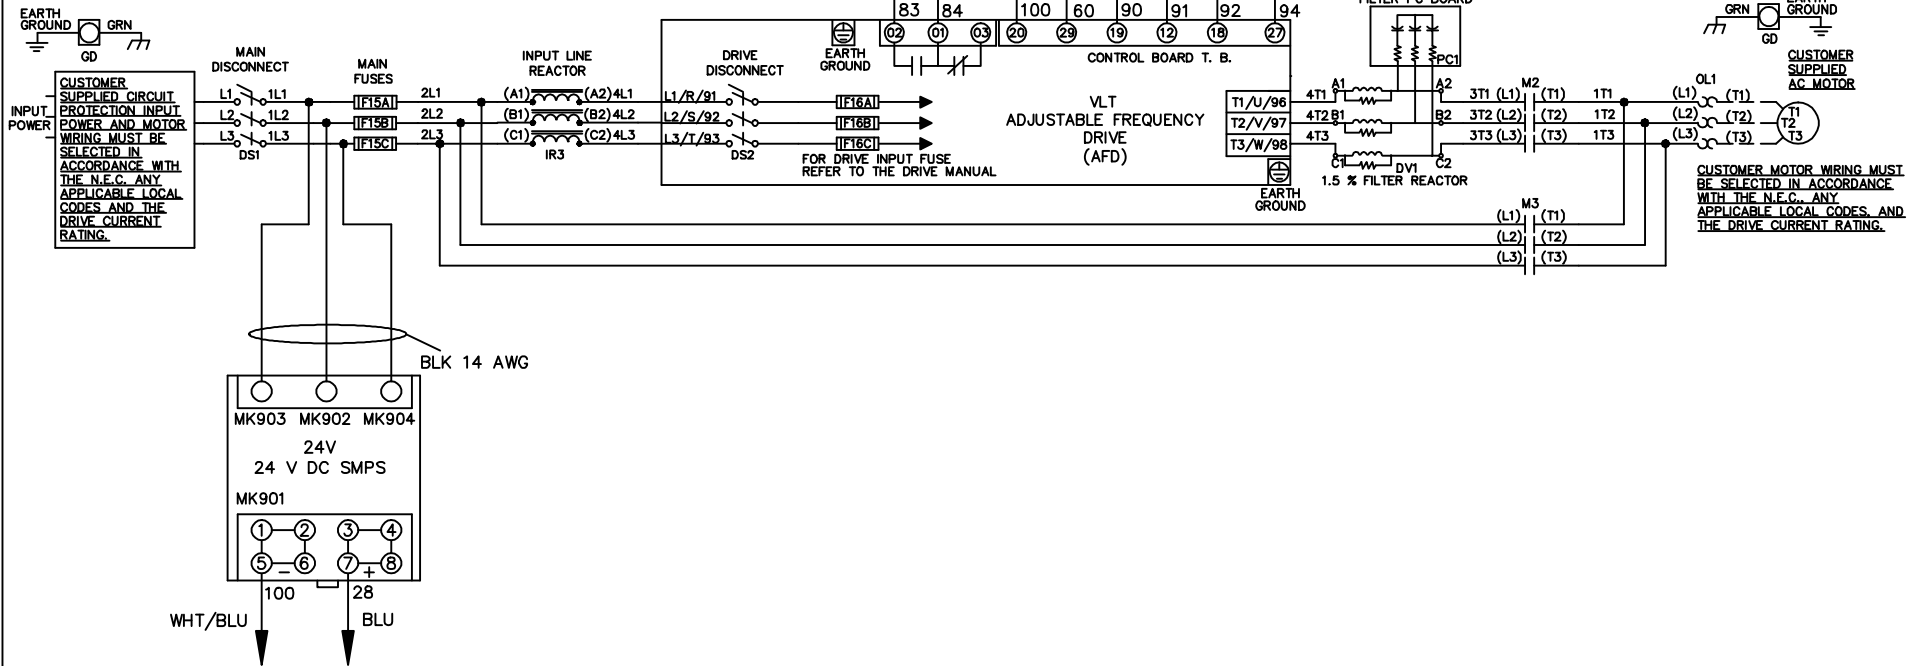 83 84 100 60 90 91 92 94
EARTH
GROUND
GRN
GD
02 01 03 20 29 19 12 18 27
EARTH
GROUND
CONTROL BOARD T. B.
PC1
GRN
GROUND
GD
CUSTOMER
SUPPLIED
AC MOTOR
INPUT
POWER
CUSTOMER
SUPPLIED CIRCUIT
PROTECTION INPUT
POWER AND MOTOR
WIRING MUST BE
SELECTED IN
ACCORDANCE WITH
THE N.E.C. ANY
APPLICABLE LOCAL
CODES AND THE
DRIVE CURRENT
RATING.
MAIN
DISCONNECT
L1 1L1
L2 1L2
L3 1L3
DS1
MAIN
FUSES
F15A
F15B
F15C
2L1
2L2
2L3
INPUT LINE
REACTOR
(A1) (A2) 4L1
(B1) (B2) 4L2
(C1) (C2) 4L3
IR3
L1/R/91
L2/S/92
L3/T/93
DRIVE
DISCONNECT
DS2
F16A
F16B
F16C
FOR DRIVE INPUT FUSE
REFER TO THE DRIVE MANUAL
VLT
ADJUSTABLE FREQUENCY
DRIVE
(AFD)
T1/U/96
T2/V/97
T3/W/98
EARTH
GROUND
4T1 A1 A2
4T2 B1 B2
4T3 C1 C2
DV1
1.5 % FILTER REACTOR
M2
3T1 (L1) (T1) 1T1
3T2 (L2) (T2) 1T2
3T3 (L3) (T3) 1T3
OL1
(L1) (T1)
(L2) (T2)
(L3) (T3)
T1
T2
T3
CUSTOMER MOTOR WIRING MUST
BE SELECTED IN ACCORDANCE
WITH THE N.E.C., ANY
APPLICABLE LOCAL CODES, AND
THE DRIVE CURRENT RATING.
M3
(L1) (T1)
(L2) (T2)
(L3) (T3)
BLK 14 AWG
MK903 MK902 MK904
24V
24 V DC SMPS
MK901
1 2 3 4
5 6 7 8
− +
100 28
WHT/BLU BLU